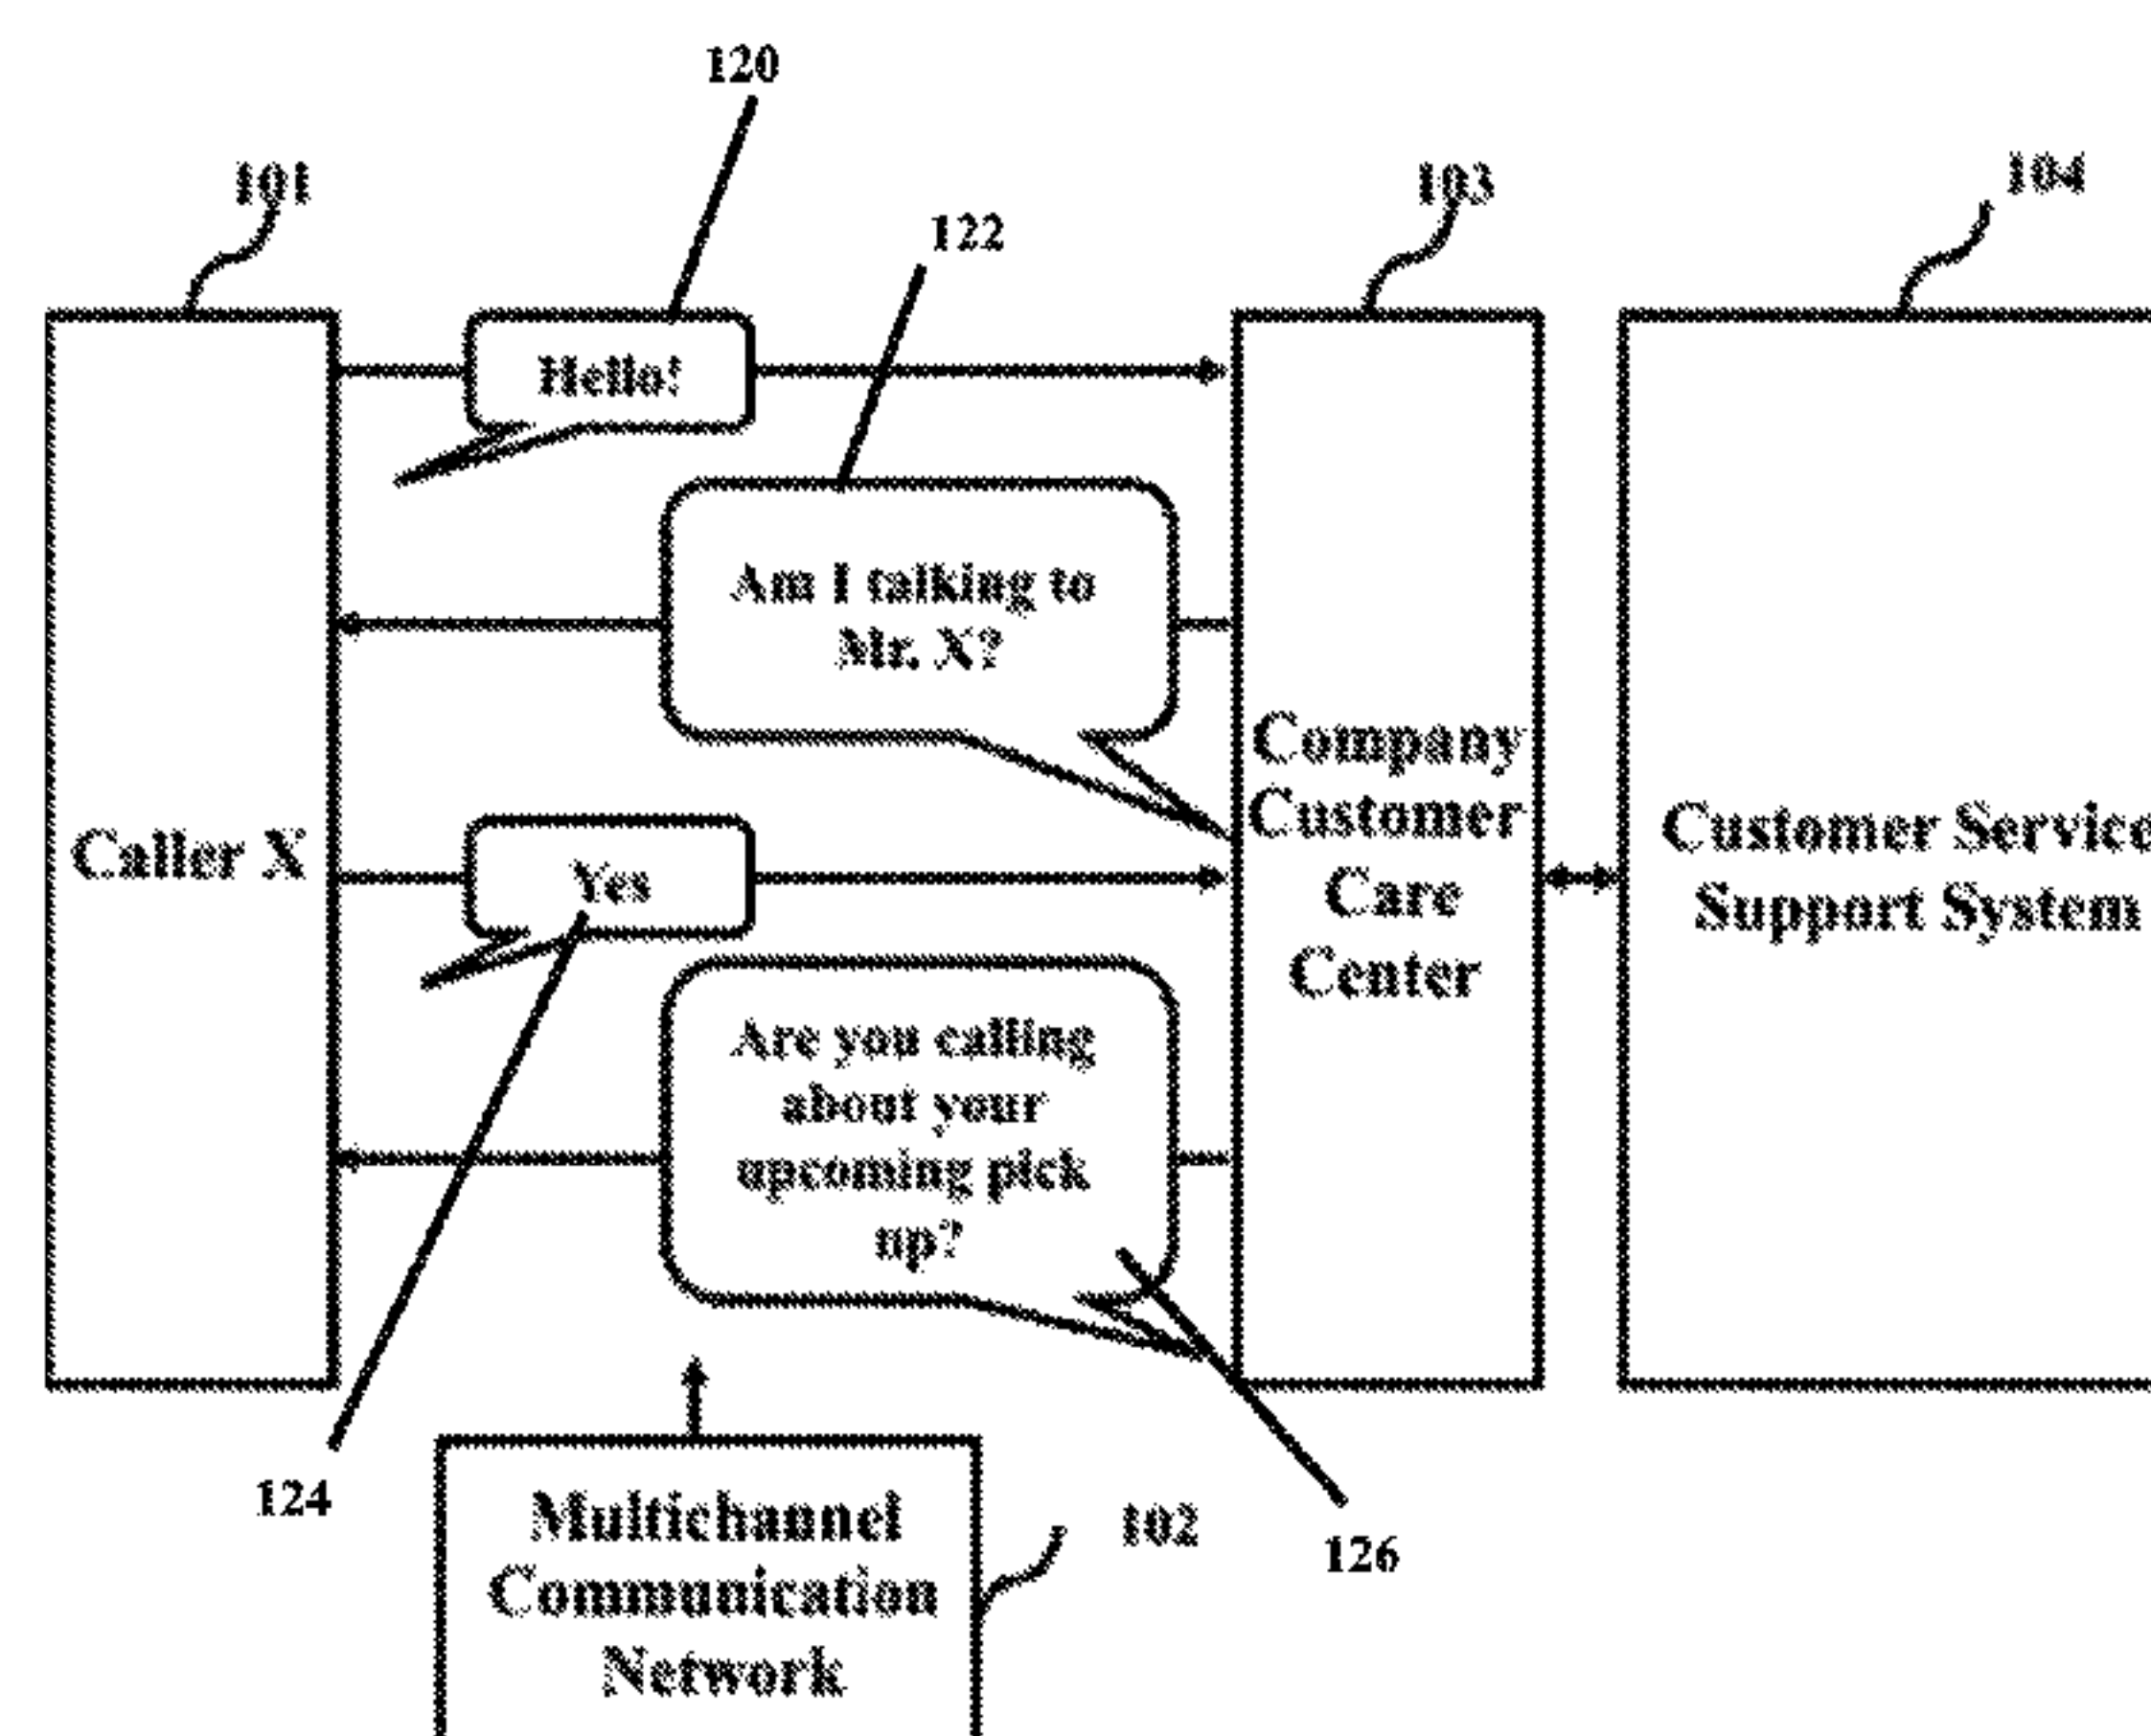 120
101
103
104
122
Hello!
Am I talking to
Mr. X?
Caller X
Yes
Company
Customer
Care
Center
Customer Service
Support System
Are you calling
about your
upcoming pick
up?
124
Multichannel
Communication
Network
102
126